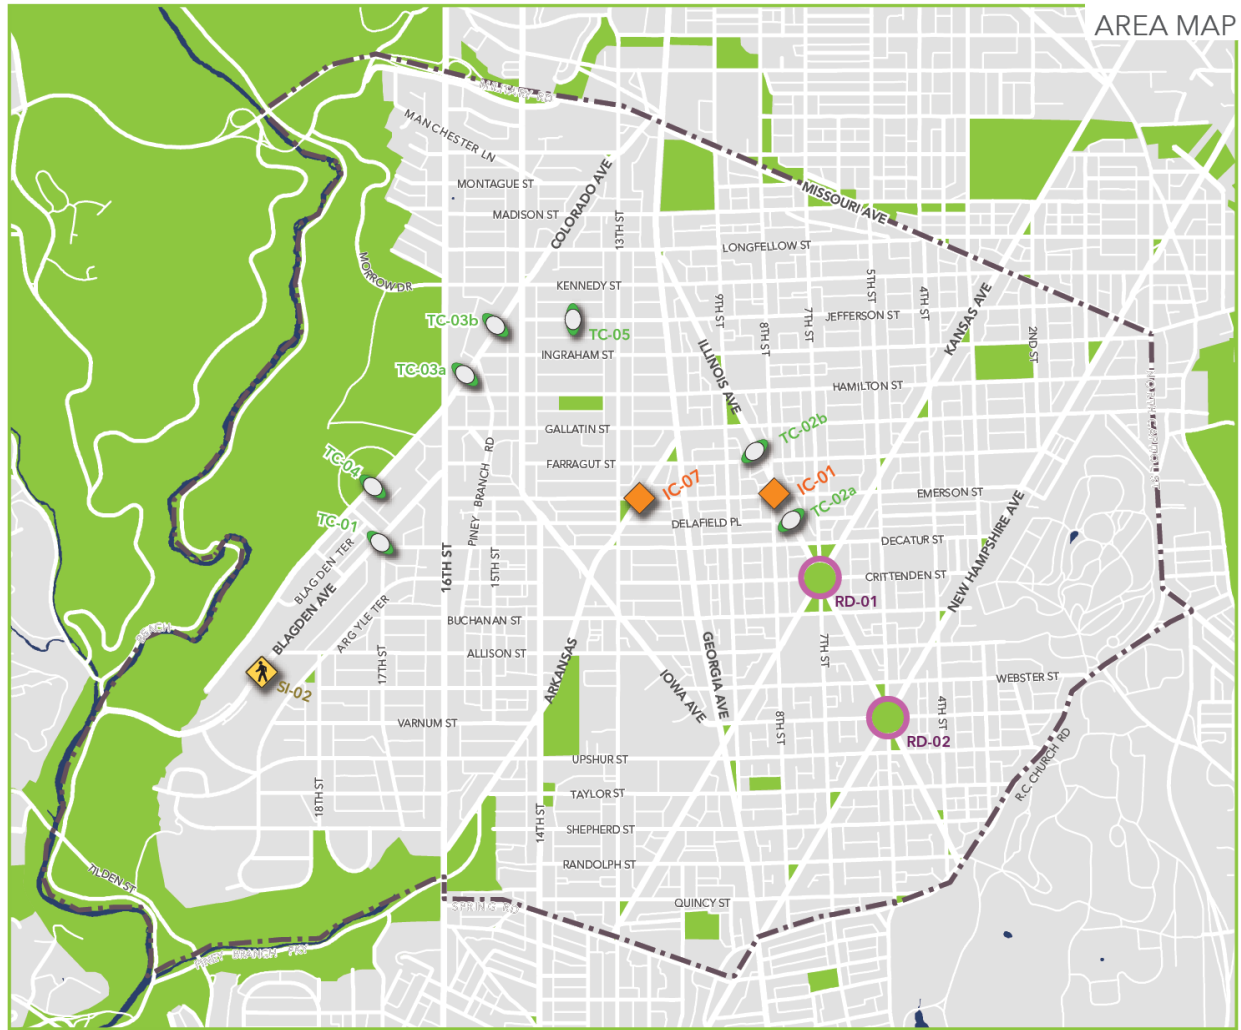 AREA MAP
MILITARY RD
MANCHESTER LN
MONTAGUE ST
COLORADO AVE
MISSOURI AVE
MADISON ST
13TH ST
LONGFELLOW ST
MORROW DR
KENNEDY ST
5TH ST
4TH ST
9TH ST
8TH ST
7TH ST
JEFFERSON ST
KANSAS AVE
2ND ST
TC-03b
TC-05
INGRAHAM ST
ILLINOIS AVE
TC-03a
HAMILTON ST
GALLATIN ST
TC-02b
PINEY BRANCH RD
FARRAGUT ST
TC-04
IC-07
IC-01
EMERSON ST
NEW HAMPSHIRE AVE
TC-02a
TC-01
DELAFIELD PL
DECATUR ST
BLAGDEN TER
16TH ST
15TH ST
CRITTENDEN ST
BLAGDEN AVE
RD-01
ARGYLE TER
BUCHANAN ST
BEACH
ALLISON ST
17TH ST
ARKANSAS
GEORGIA AVE
7TH ST
IOWA AVE
SI-02
WEBSTER ST
VARNUM ST
8TH ST
4TH ST
RD-02
UPSHUR ST
R.C. CHURCH RD
18TH ST
TAYLOR ST
14TH ST
SHEPHERD ST
RANDOLPH ST
TILDEN ST
QUINCY ST
SPRING RD
PINEY BRANCH PKY